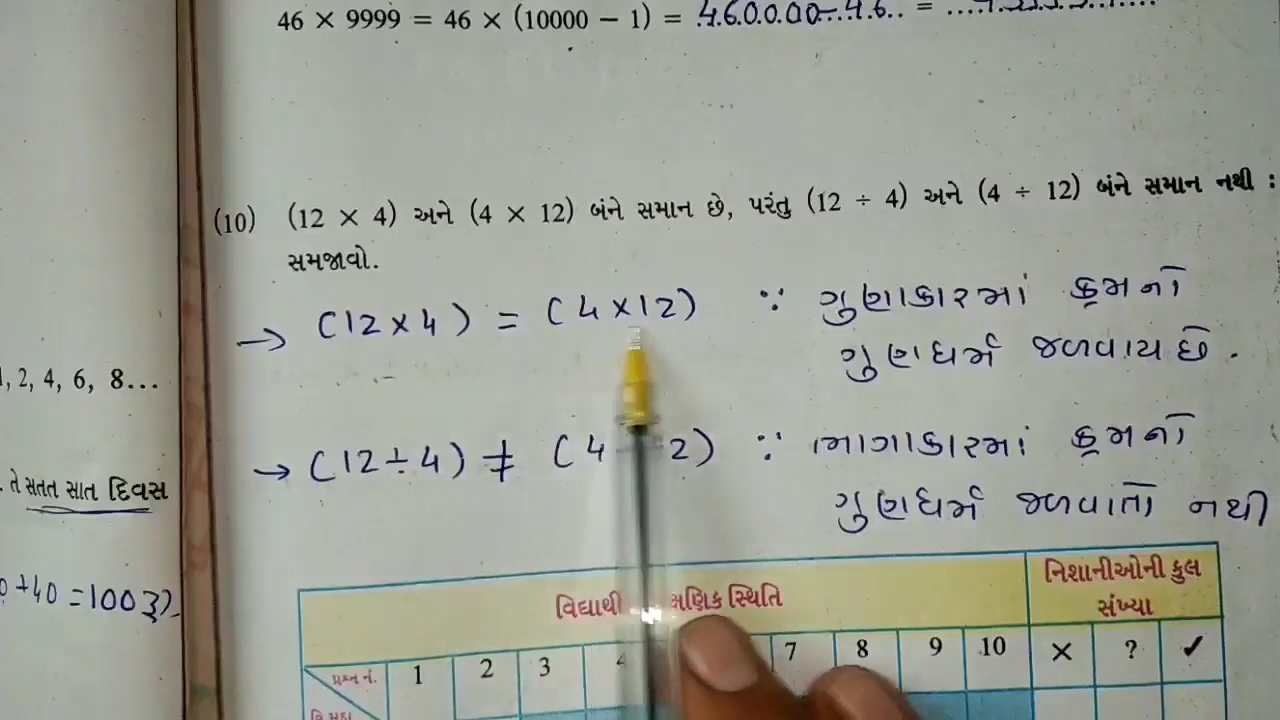 46 × 9999 = 46 × (10000 − 1) = 460000-46 =
(10) (12 × 4) અને (4 × 12) બંને સમાન છે, પરંતુ (12 ÷ 4) અને (4 ÷ 12) બંને સમાન નથી :
સમજાવો.
→ (12 × 4) = (4 × 12) ∵ ગુણાકારમાં ક્રમનો
ગુણધર્મ જળવાય છે.
→ (12 ÷ 4) ≠ (4 2) ∵ ભાગાકારમાં ક્રમનો
ગુણધર્મ જળવાતો નથી
, 2, 4, 6, 8...
તે સતત સાત દિવસ
+40 = 100 રૂ
વિદ્યાર્થી મણિક સ્થિતિ
નિશાનીઓની કુલ
સંખ્યા
પ્રશ્ન નં. 1 2 3 4 7 8 9 10 × ? ✓